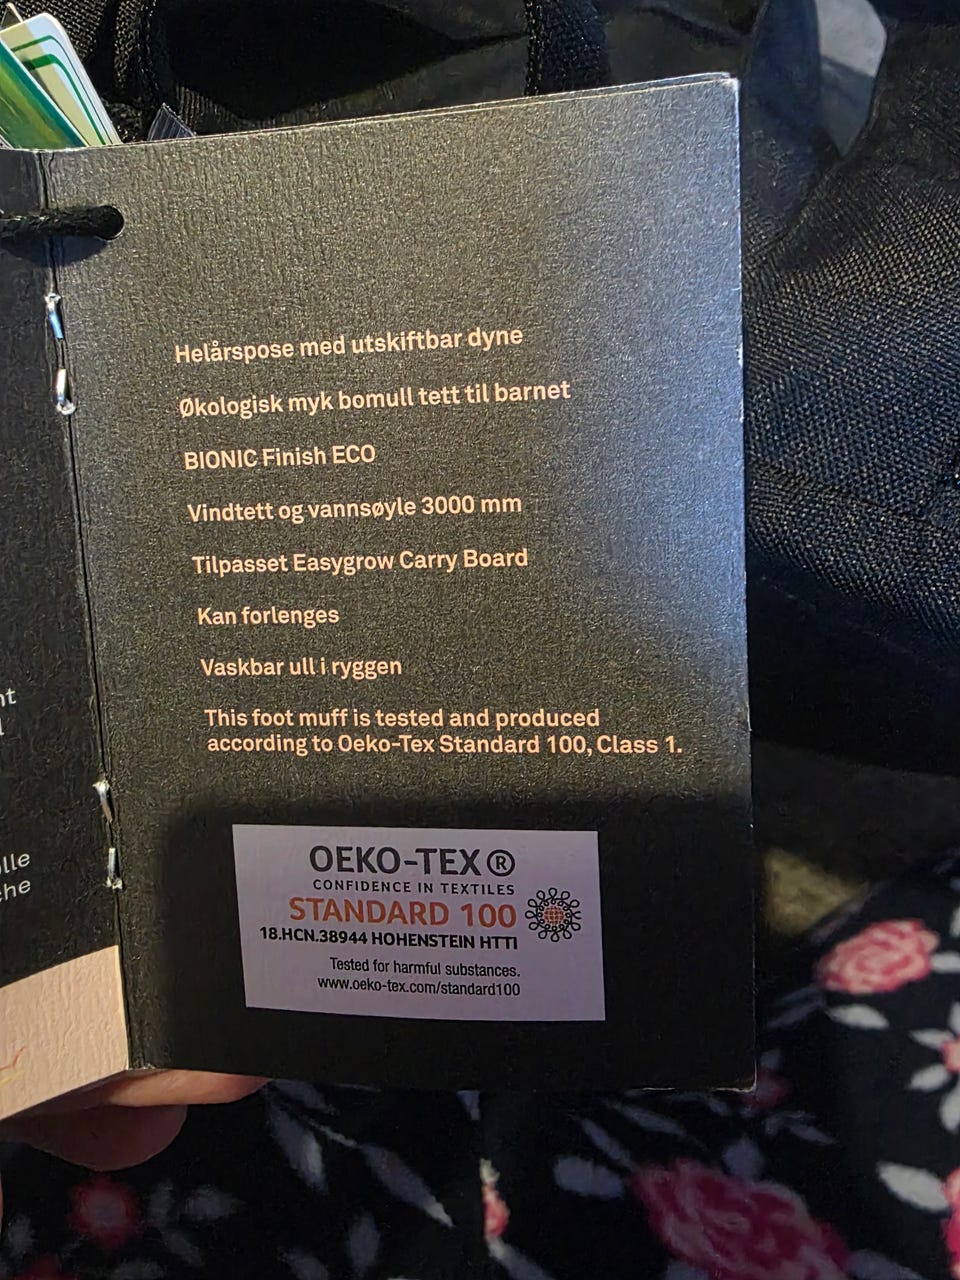 Helårspose med utskiftbar dyne
Økologisk myk bomull tett til barnet
BIONIC Finish ECO
Vindtett og vannsøyle 3000 mm
Tilpasset Easygrow Carry Board
Kan forlenges
Vaskbar ull i ryggen
This foot muff is tested and produced
according to Oeko-Tex Standard 100, Class 1.
OEKO-TEX®
CONFIDENCE IN TEXTILES
STANDARD 100
18.HCN.38944 HOHENSTEIN HTTI
Tested for harmful substances.
www.oeko-tex.com/standard100